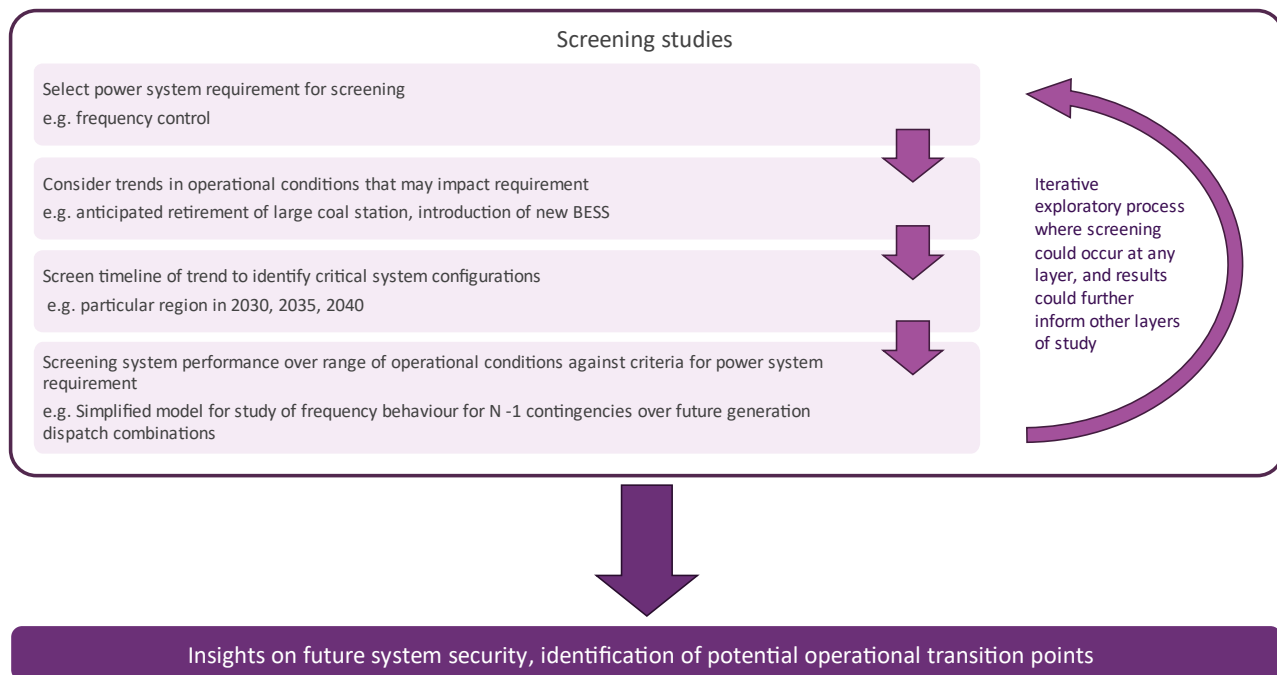 Screening studies
Select power system requirement for screening
e.g. frequency control
Consider trends in operational conditions that may impact requirement
e.g. anticipated retirement of large coal station, introduction of new BESS
Screen timeline of trend to identify critical system configurations
e.g. particular region in 2030, 2035, 2040
Screening system performance over range of operational conditions against criteria for power system
requirement
e.g. Simplified model for study of frequency behaviour for N -1 contingencies over future generation
dispatch combinations
Iterative
exploratory process
where screening
could occur at any
layer, and results
could further
inform other layers
of study
Insights on future system security, identification of potential operational transition points